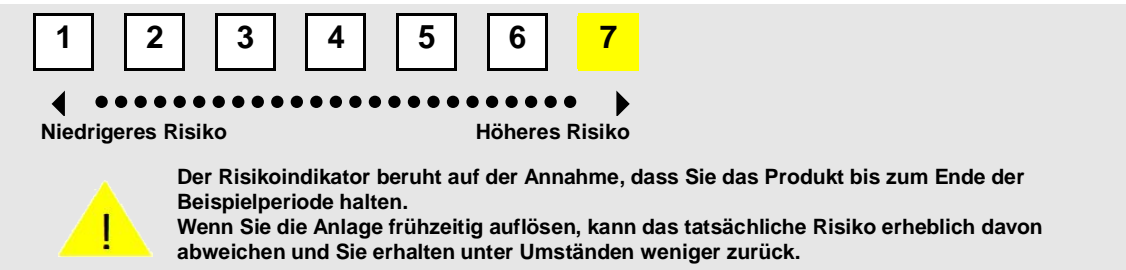 1 2 3 4 5 6 7
Niedrigeres Risiko Höheres Risiko
Der Risikoindikator beruht auf der Annahme, dass Sie das Produkt bis zum Ende der
Beispielperiode halten.
Wenn Sie die Anlage frühzeitig auflösen, kann das tatsächliche Risiko erheblich davon
abweichen und Sie erhalten unter Umständen weniger zurück.
!